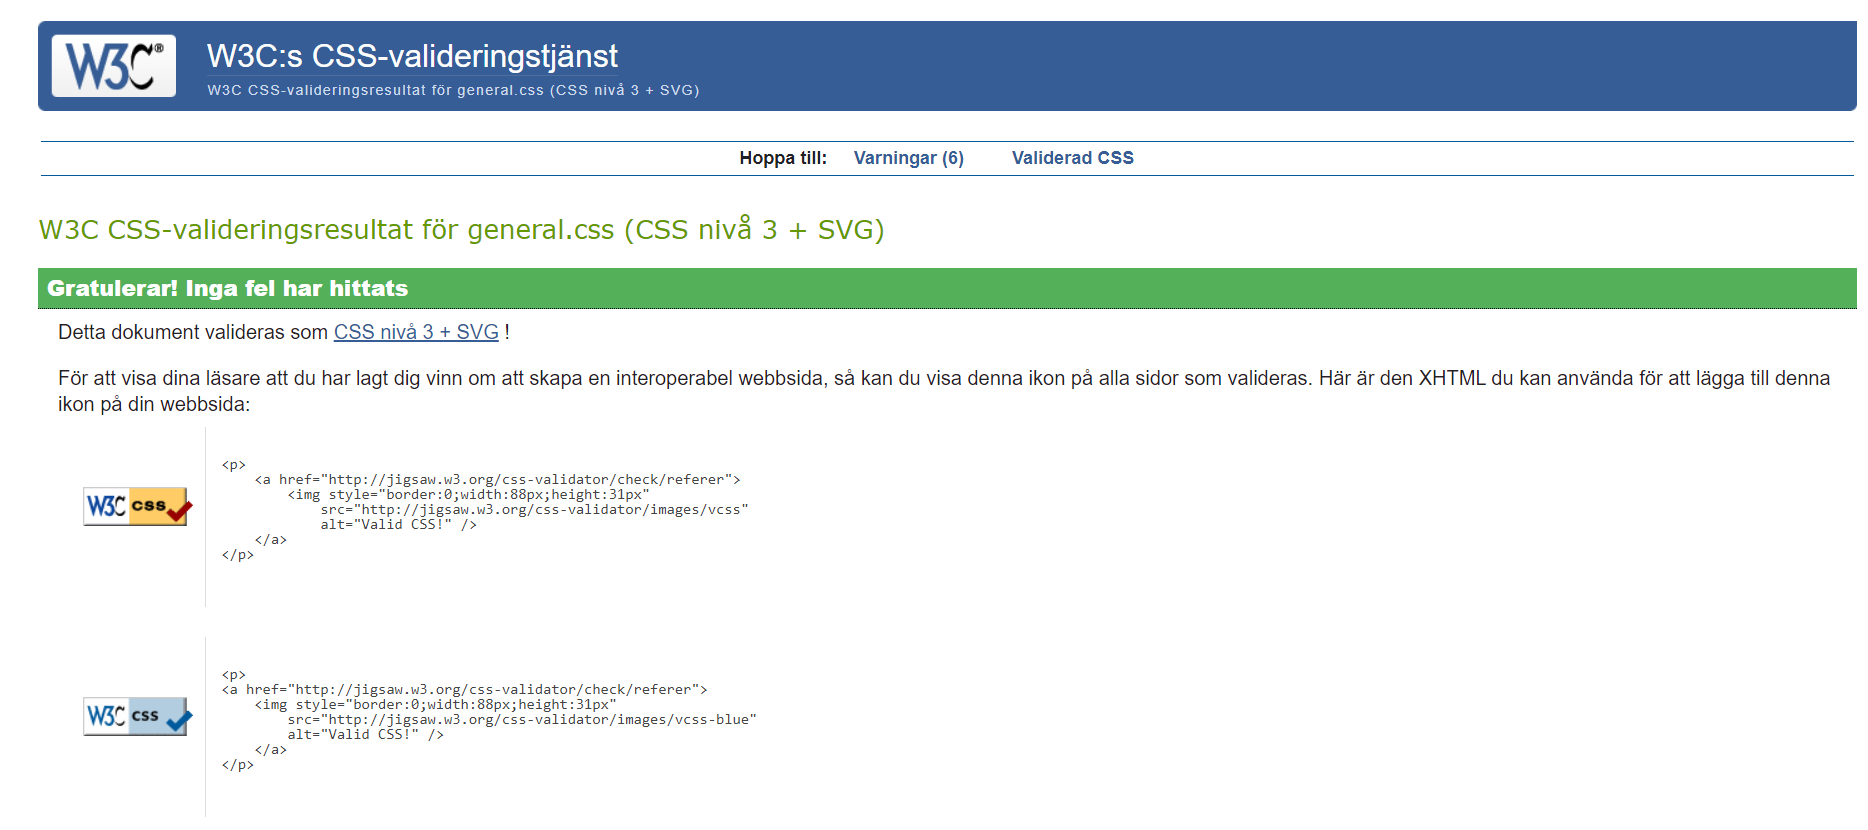 W3C®
W3C:s CSS-valideringstjänst
W3C CSS-valideringsresultat för general.css (CSS nivå 3 + SVG)
Hoppa till: Varningar (6) Validerad CSS
W3C CSS-valideringsresultat för general.css (CSS nivå 3 + SVG)
Gratulerar! Inga fel har hittats
Detta dokument valideras som CSS nivå 3 + SVG !
För att visa dina läsare att du har lagt dig vinn om att skapa en interoperabel webbsida, så kan du visa denna ikon på alla sidor som valideras. Här är den XHTML du kan använda för att lägga till denna
ikon på din webbsida:
W3C css
<p>
    <a href="http://jigsaw.w3.org/css-validator/check/referer">
        <img style="border:0;width:88px;height:31px"
            src="http://jigsaw.w3.org/css-validator/images/vcss"
            alt="Valid CSS!" />
    </a>
</p>
W3C css
<p>
<a href="http://jigsaw.w3.org/css-validator/check/referer">
    <img style="border:0;width:88px;height:31px"
        src="http://jigsaw.w3.org/css-validator/images/vcss-blue"
        alt="Valid CSS!" />
    </a>
</p>